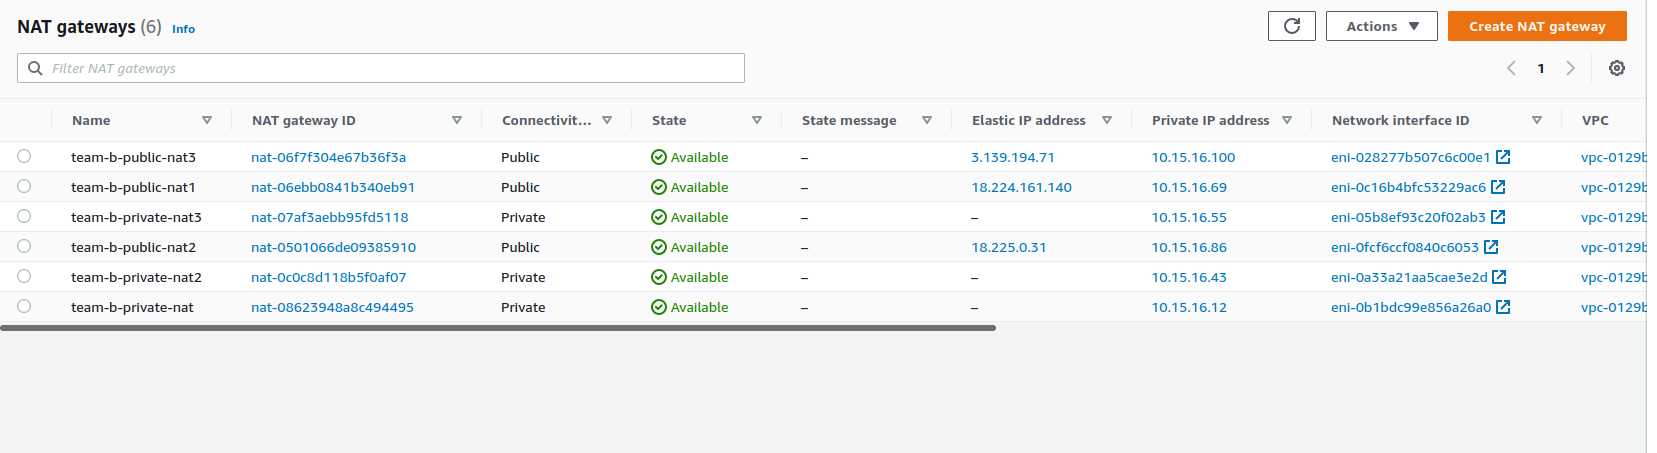 NAT gateways (6) Info
Actions
Create NAT gateway
Filter NAT gateways
1
Name NAT gateway ID Connectivit... State State message Elastic IP address Private IP address Network interface ID VPC
team-b-public-nat3 nat-06f7f304e67b36f3a Public Available – 3.139.194.71 10.15.16.100 eni-028277b507c6c00e1 vpc-0129b
team-b-public-nat1 nat-06ebb0841b340eb91 Public Available – 18.224.161.140 10.15.16.69 eni-0c16b4bfc53229ac6 vpc-0129b
team-b-private-nat3 nat-07af3aebb95fd5118 Private Available – – 10.15.16.55 eni-05b8ef93c20f02ab3 vpc-0129b
team-b-public-nat2 nat-0501066de09385910 Public Available – 18.225.0.31 10.15.16.86 eni-0fcf6ccf0840c6053 vpc-0129b
team-b-private-nat2 nat-0c0c8d118b5f0af07 Private Available – – 10.15.16.43 eni-0a33a21aa5cae3e2d vpc-0129b
team-b-private-nat nat-08623948a8c494495 Private Available – – 10.15.16.12 eni-0b1bdc99e856a26a0 vpc-0129b